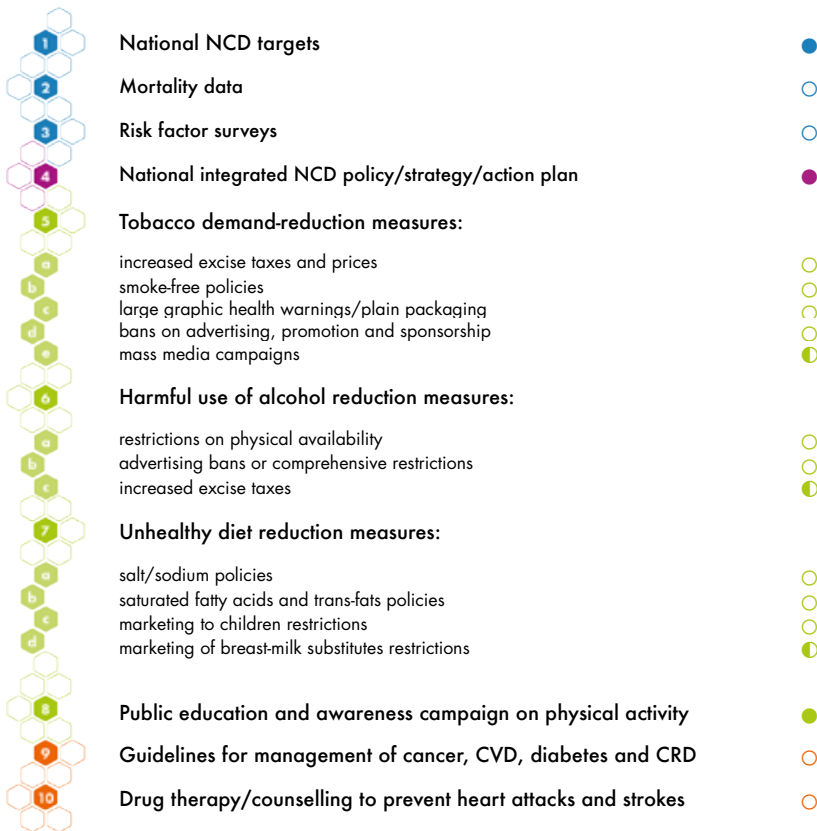 1 National NCD targets
2 Mortality data
3 Risk factor surveys
4 National integrated NCD policy/strategy/action plan
5 Tobacco demand-reduction measures:
a increased excise taxes and prices
b smoke-free policies
c large graphic health warnings/plain packaging
d bans on advertising, promotion and sponsorship
e mass media campaigns
6 Harmful use of alcohol reduction measures:
a restrictions on physical availability
b advertising bans or comprehensive restrictions
c increased excise taxes
7 Unhealthy diet reduction measures:
a salt/sodium policies
b saturated fatty acids and trans-fats policies
c marketing to children restrictions
d marketing of breast-milk substitutes restrictions
8 Public education and awareness campaign on physical activity
9 Guidelines for management of cancer, CVD, diabetes and CRD
10 Drug therapy/counselling to prevent heart attacks and strokes